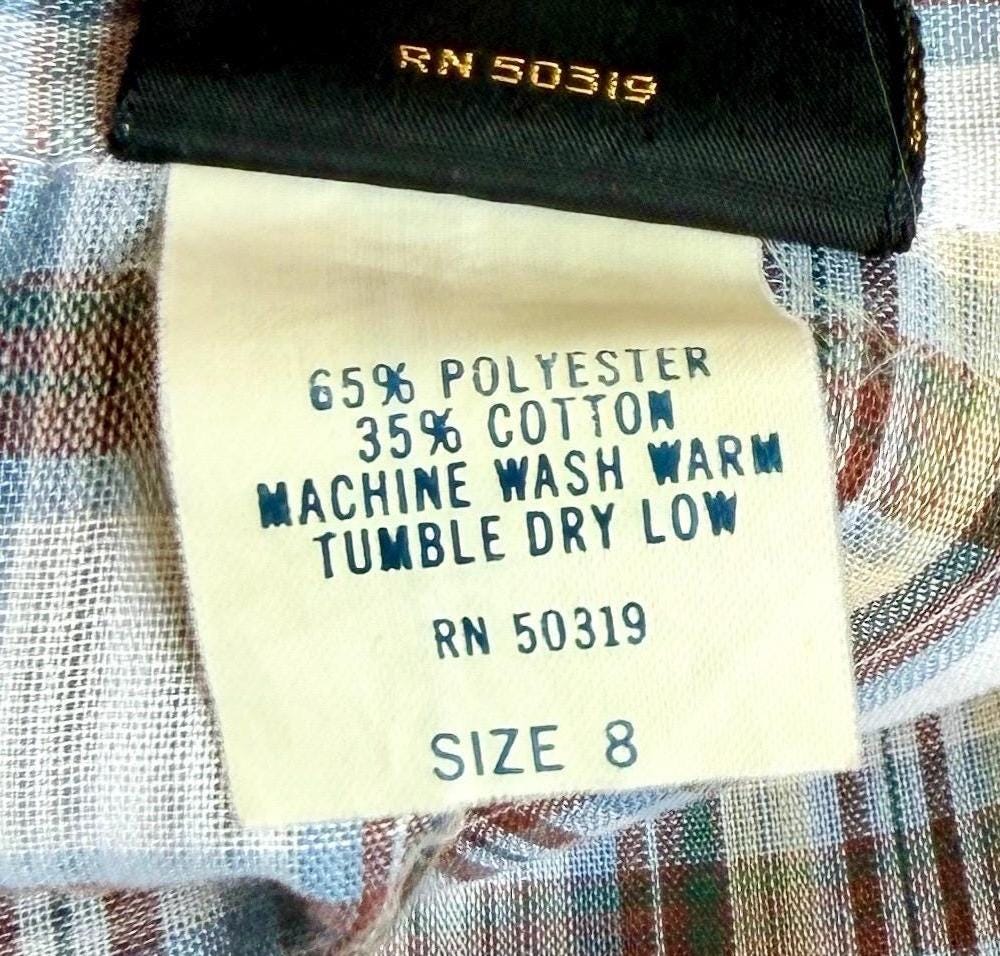 RN 50319
65% POLYESTER
35% COTTON
MACHINE WASH WARM
TUMBLE DRY LOW
RN 50319
SIZE 8